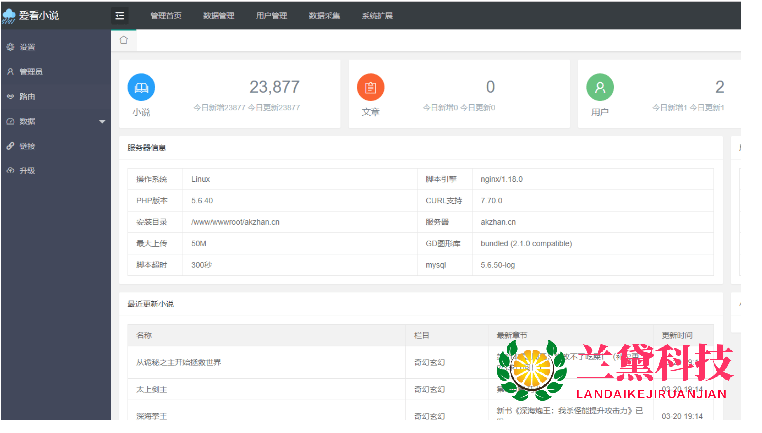 爱看小说
管理首页 数据管理 用户管理 数据采集 系统扩展
设置
管理员
路由
数据
链接
升级
23,877
小说 今日新增23877 今日更新23877
0
文章 今日新增0 今日更新0
2
用户 今日新增1 今日更新1
服务器信息
操作系统 Linux 脚本引擎 nginx/1.18.0
PHP版本 5.6.40 CURL支持 7.70.0
安装目录 /www/wwwroot/akzhan.cn 服务器 akzhan.cn
最大上传 50M GD图形库 bundled (2.1.0 compatible)
脚本超时 300秒 mysql 5.6.50-log
最近更新小说
名称 栏目 最新章节 更新时间
从诡秘之主开始拯救世界 奇幻玄幻
太上剑主 奇幻玄幻 03-20 19:14
深海孛王 奇幻玄幻 新书《深海烛王：我杀怪能提升攻击力》已 03-20 19:14
兰黛科技
LANDAIKEJIRUANJIAN